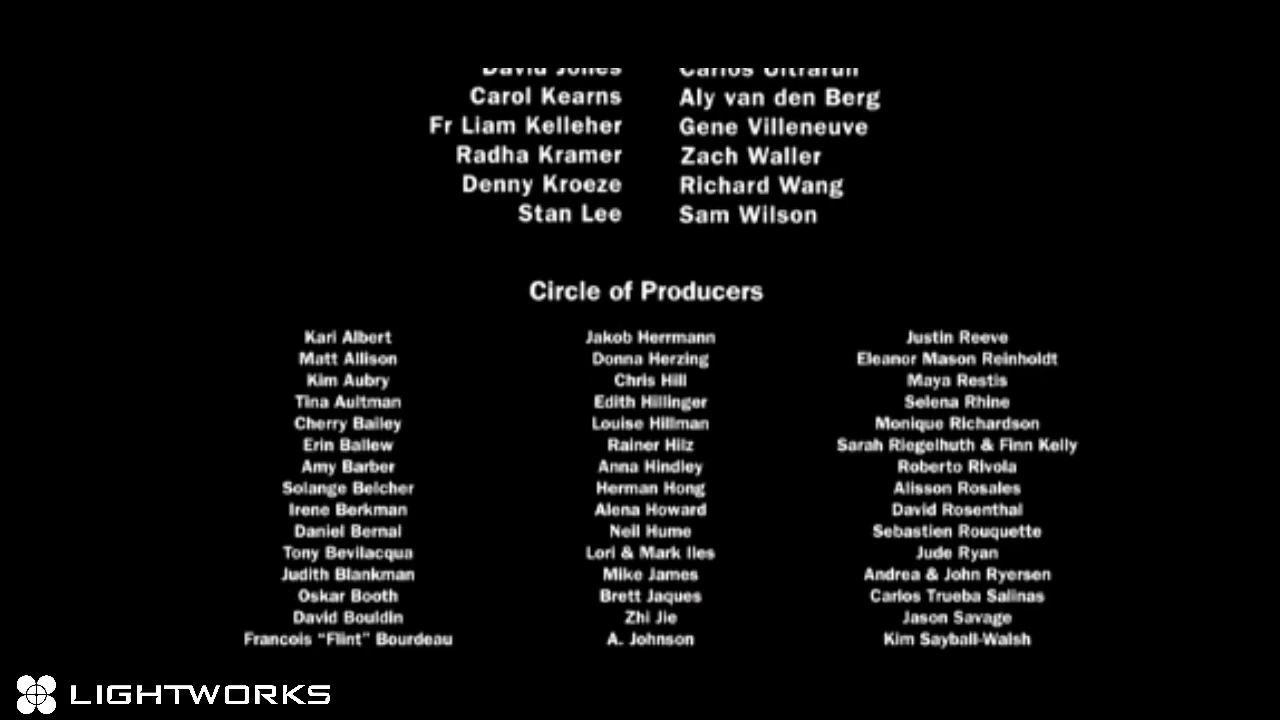 David Jones Carlos Ultrarun
Carol Kearns Aly van den Berg
Fr Liam Kelleher Gene Villeneuve
Radha Kramer Zach Waller
Denny Kroeze Richard Wang
Stan Lee Sam Wilson
Circle of Producers
Kari Albert Jakob Herrmann Justin Reeve
Matt Allison Donna Herzing Eleanor Mason Reinholdt
Kim Aubry Chris Hill Maya Restis
Tina Aultman Edith Hillinger Selena Rhine
Cherry Bailey Louise Hillman Monique Richardson
Erin Ballew Rainer Hilz Sarah Riegelhuth & Finn Kelly
Amy Barber Anna Hindley Roberto Rivola
Solange Belcher Herman Hong Alisson Rosales
Irene Berkman Alena Howard David Rosenthal
Daniel Bernal Neil Hume Sebastien Rouquette
Tony Bevilacqua Lori & Mark Iles Jude Ryan
Judith Blankman Mike James Andrea & John Ryersen
Oskar Booth Brett Jaques Carlos Trueba Salinas
David Bouldin Zhi Jie Jason Savage
Francois “Flint” Bourdeau A. Johnson Kim Sayball-Walsh
LIGHTWORKS